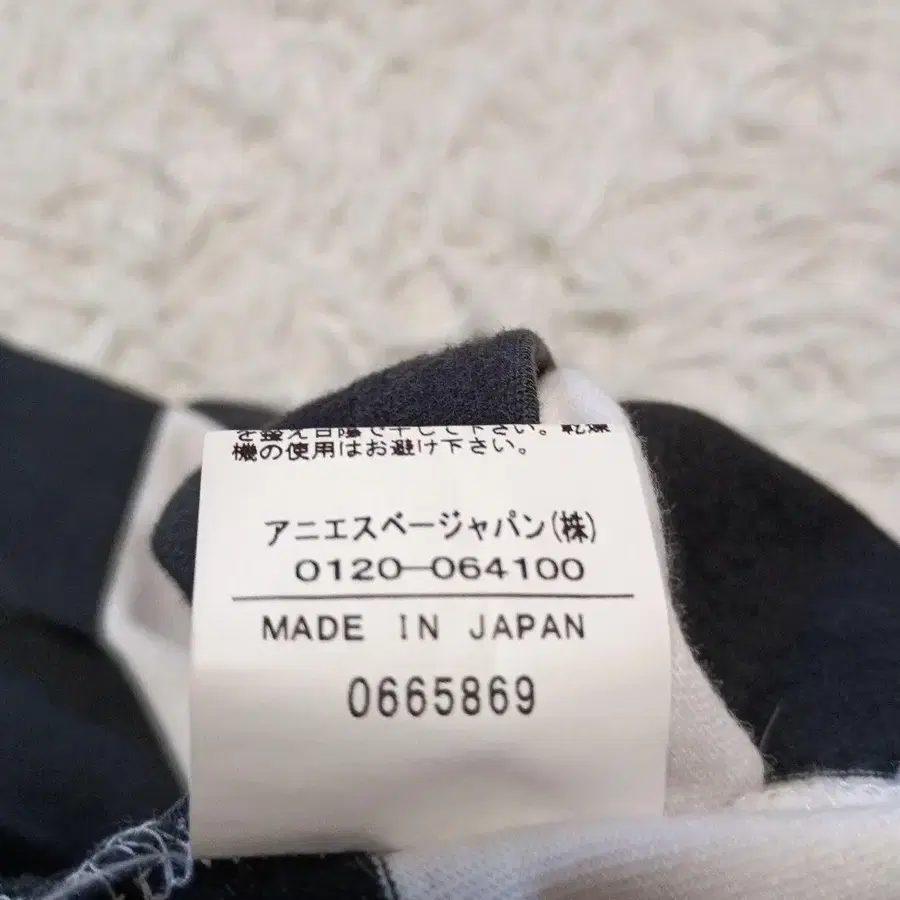 を整え日陰で干して下さい。乾燥
機の使用はお避け下さい。
アニエスベージャパン(株)
0120-064100
MADE IN JAPAN
0665869